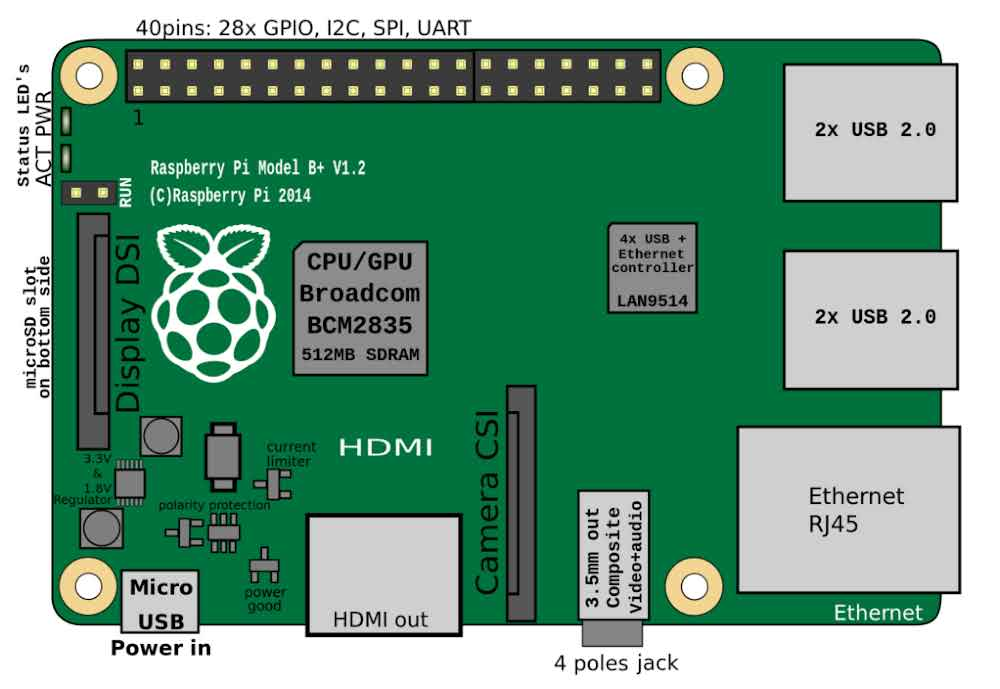 40pins: 28x GPIO, I2C, SPI, UART
Status LED's
ACT PWR
1
RUN
Raspberry Pi Model B+ V1.2
(C)Raspberry Pi 2014
2x USB 2.0
CPU/GPU
Broadcom
BCM2835
512MB SDRAM
4x USB +
Ethernet
controller
LAN9514
microSD slot
on bottom side
Display DSI
2x USB 2.0
HDMI
current
limiter
3.3V
&
1.8V
Regulator
polarity protection
power
good
Camera CSI
3.5mm out
Composite
Video+audio
Ethernet
RJ45
Micro
USB
Power in
HDMI out
Ethernet
4 poles jack